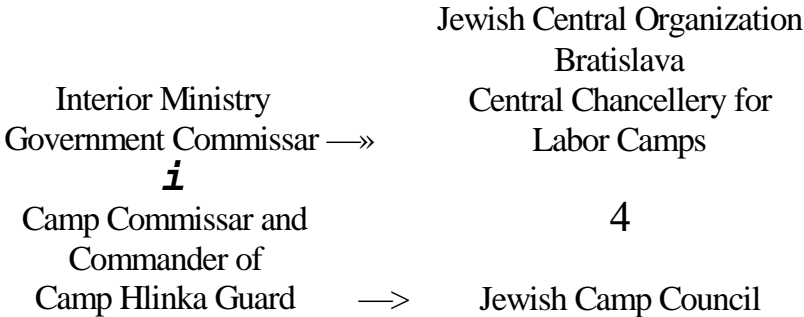 Jewish Central Organization
Bratislava
Interior Ministry
Central Chancellery for
Government Commissar —»
Labor Camps
i
Camp Commissar and
4
Commander of
Camp Hlinka Guard —>
Jewish Camp Council